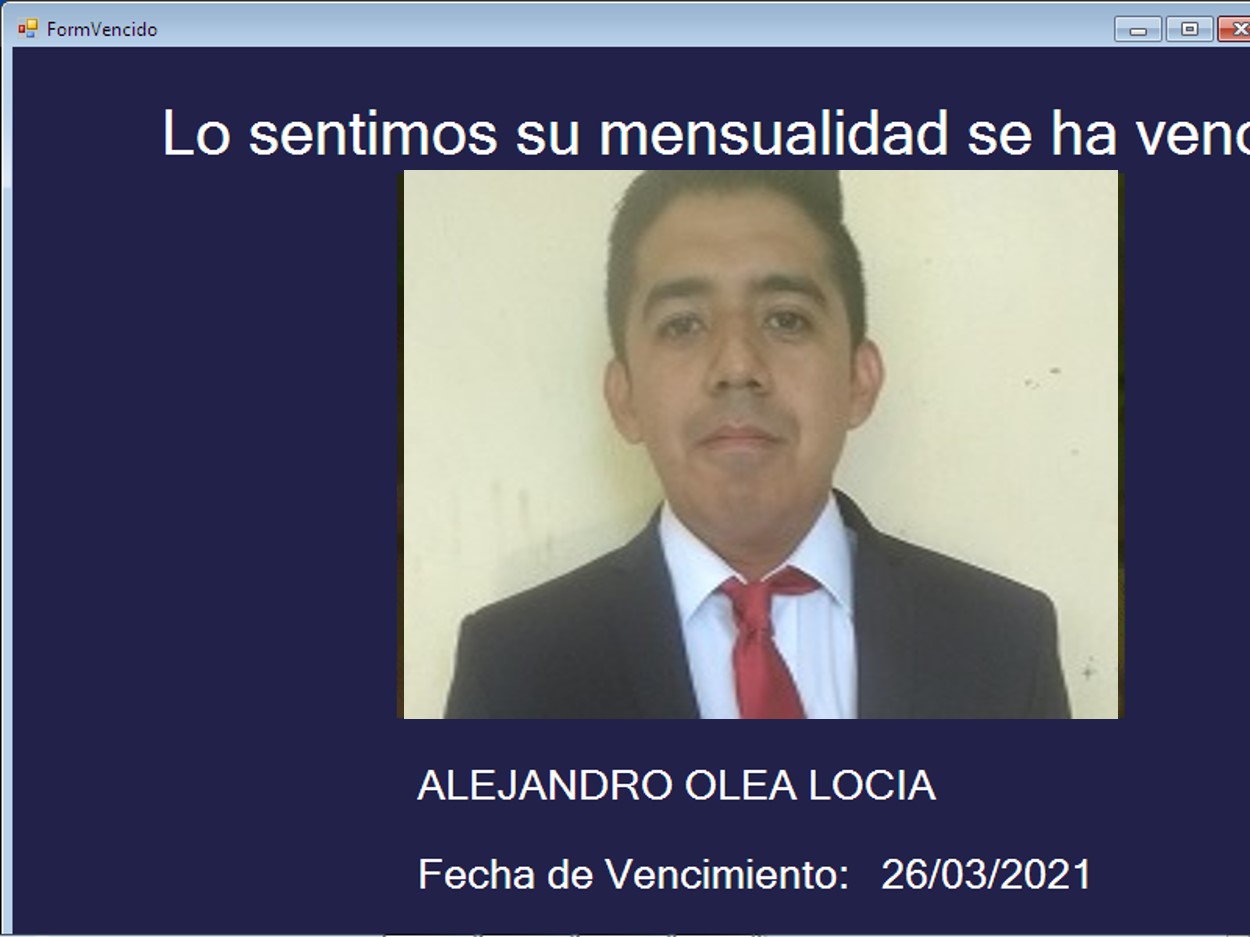 FormVencido
Lo sentimos su mensualidad se ha venc
ALEJANDRO OLEA LOCIA
Fecha de Vencimiento: 26/03/2021